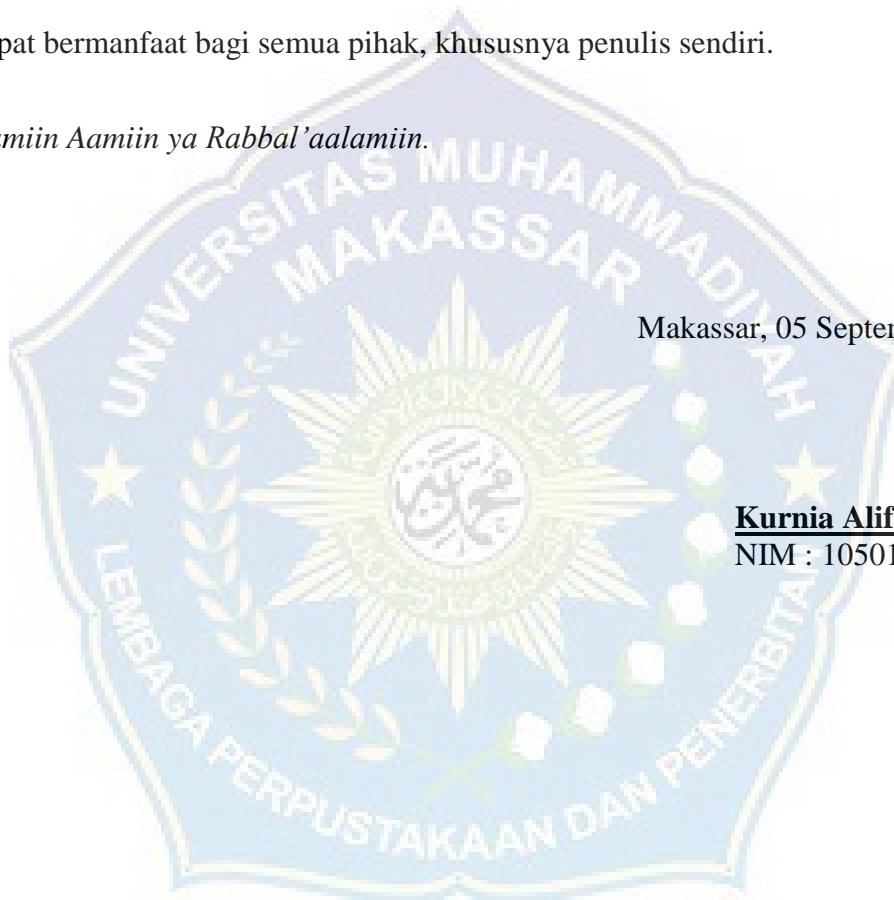 pat bermanfaat bagi semua pihak, khususnya penulis sendiri.
miin Aamiin ya Rabbal’aalamiin.
UNIVERSITAS MUHAMMADIYAH
MAKASSAR
Makassar, 05 Septe
Kurnia Alif
NIM : 10501
LEMBAGA PERPUSTAKAAN DAN PENERBITAN